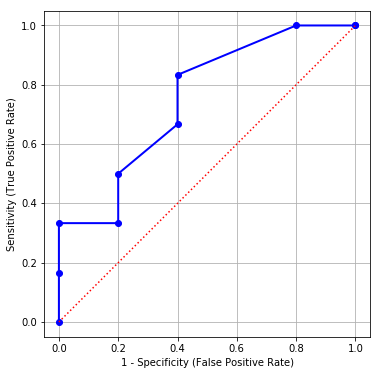 1.0
0.8
0.6
0.4
0.2
0.0
Sensitivity (True Positive Rate)
0.0 0.2 0.4 0.6 0.8 1.0
1 - Specificity (False Positive Rate)